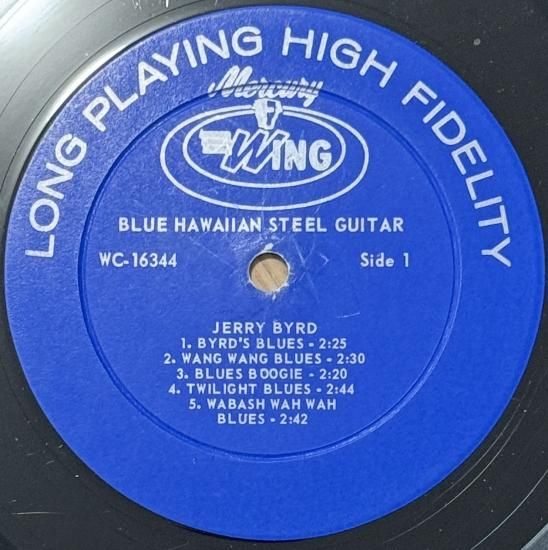 LONG PLAYING HIGH FIDELITY
Mercury
WING
BLUE HAWAIIAN STEEL GUITAR
WC-16344 Side 1
JERRY BYRD
1. BYRD'S BLUES - 2:25
2. WANG WANG BLUES - 2:30
3. BLUES BOOGIE - 2:20
4. TWILIGHT BLUES - 2:44
5. WABASH WAH WAH
BLUES - 2:42